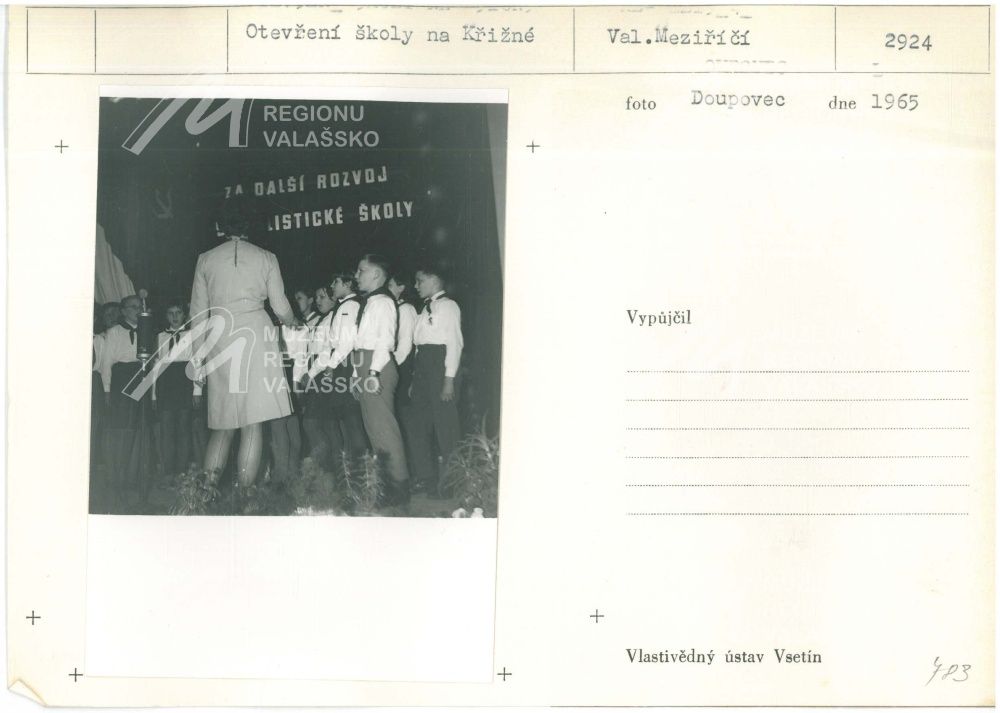 Otevření školy na Křižné
Val.Meziříčí
2924
foto Doupovec dne 1965
REGIONU
VALAŠSKO
ZA DALŠÍ ROZVOJ
LISTICKÉ ŠKOLY
MUZEUM
REGIONU
VALAŠSKO
Vypůjčil
Vlastivědný ústav Vsetín
783